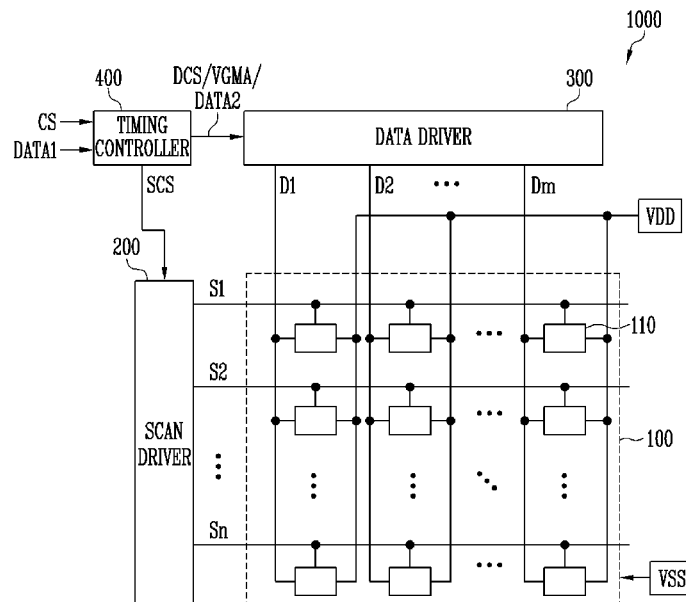 1000
400
DCS/VGMA/
DATA2
300
CS
DATA1
TIMING
CONTROLLER
DATA DRIVER
SCS
D1
D2
Dm
VDD
200
S1
110
S2
SCAN
DRIVER
100
Sn
VSS